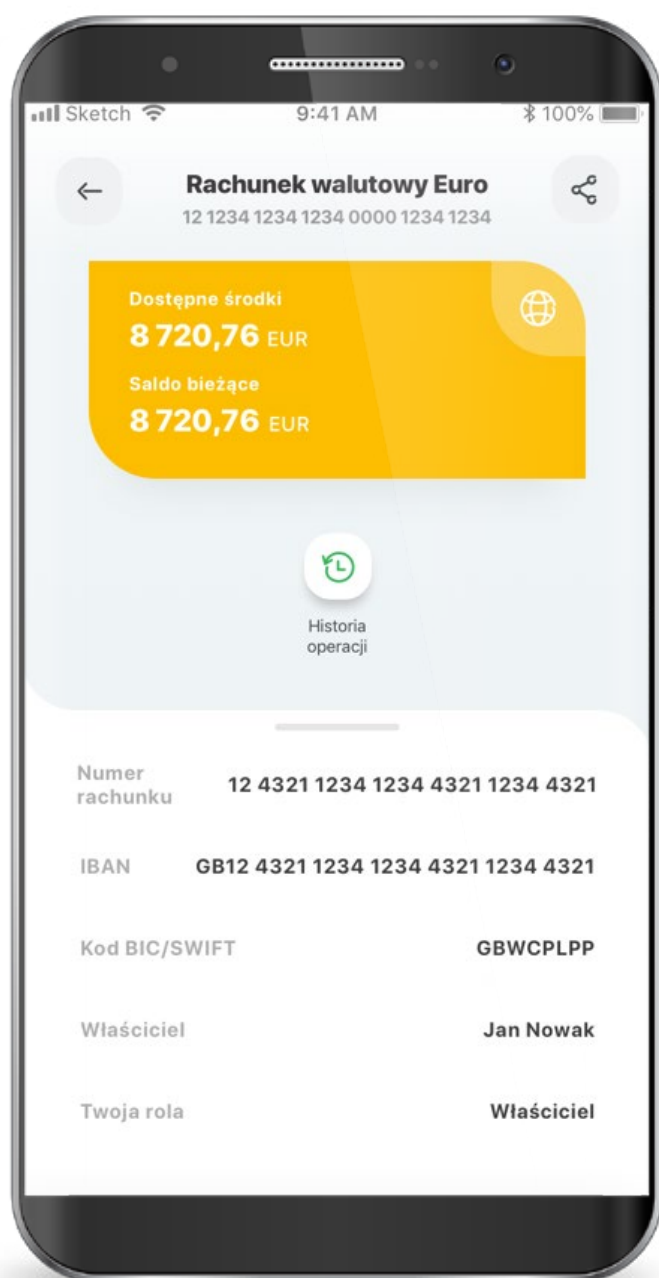 Sketch 9:41 AM 100%
Rachunek walutowy Euro
12 1234 1234 1234 0000 1234 1234
Dostępne środki
8 720,76 EUR
Saldo bieżące
8 720,76 EUR
Historia
operacji
Numer
rachunku
12 4321 1234 1234 4321 1234 4321
IBAN GB12 4321 1234 1234 4321 1234 4321
Kod BIC/SWIFT GBWCPLPP
Właściciel Jan Nowak
Twoja rola Właściciel